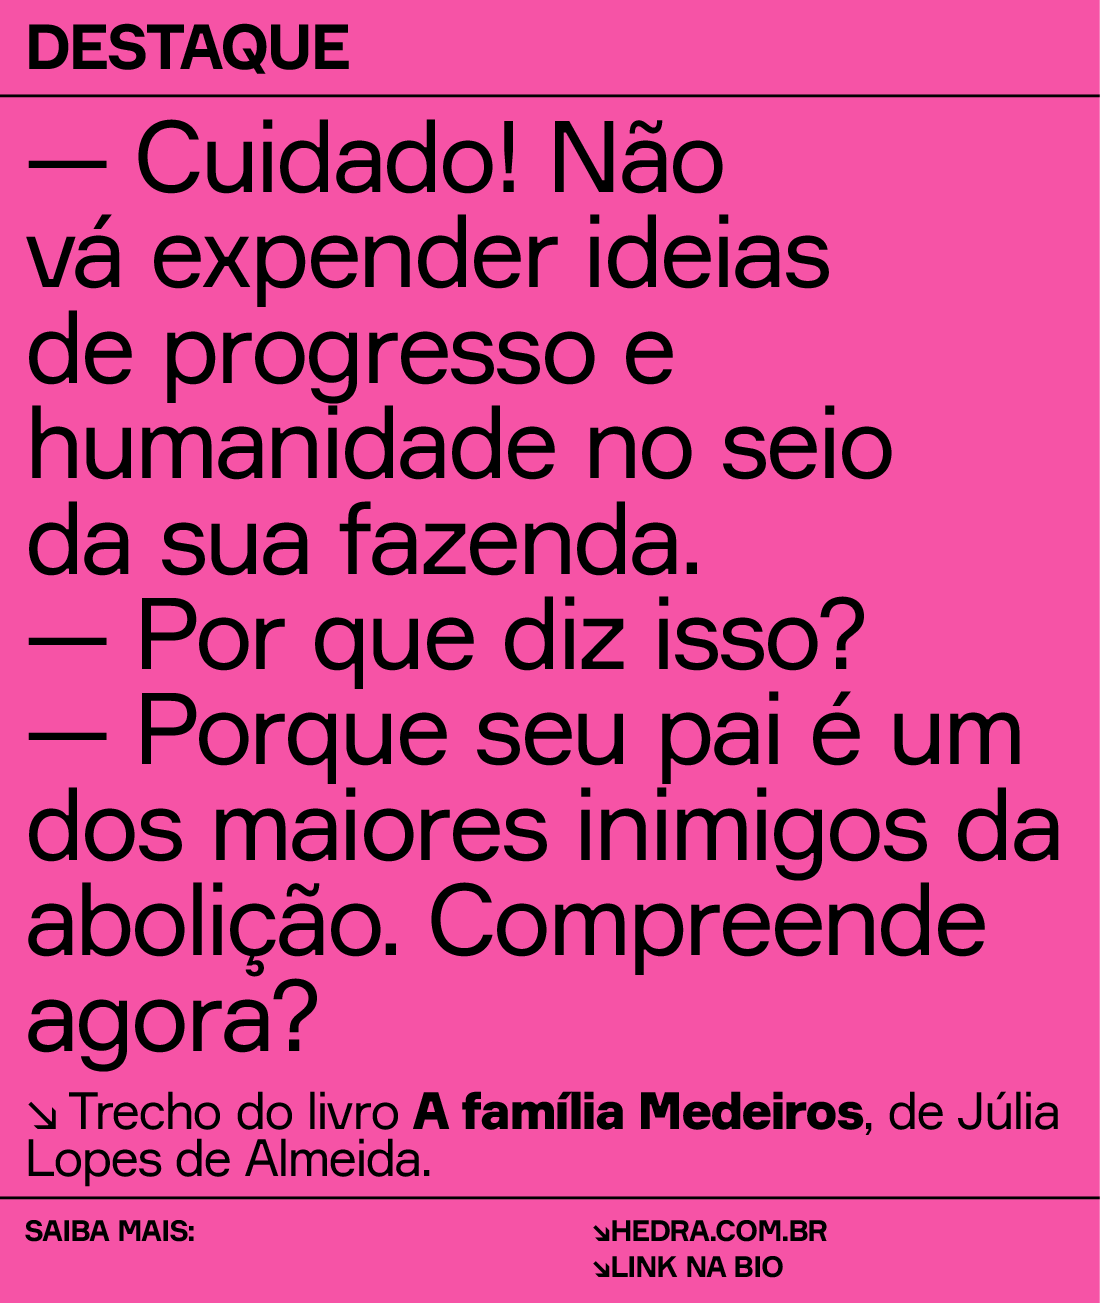 DESTAQUE
— Cuidado! Não
vá expender ideias
de progresso e
humanidade no seio
da sua fazenda.
— Por que diz isso?
— Porque seu pai é um
dos maiores inimigos da
abolição. Compreende
agora?
↘ Trecho do livro A família Medeiros, de Júlia
Lopes de Almeida.
SAIBA MAIS:
↘HEDRA.COM.BR
↘LINK NA BIO